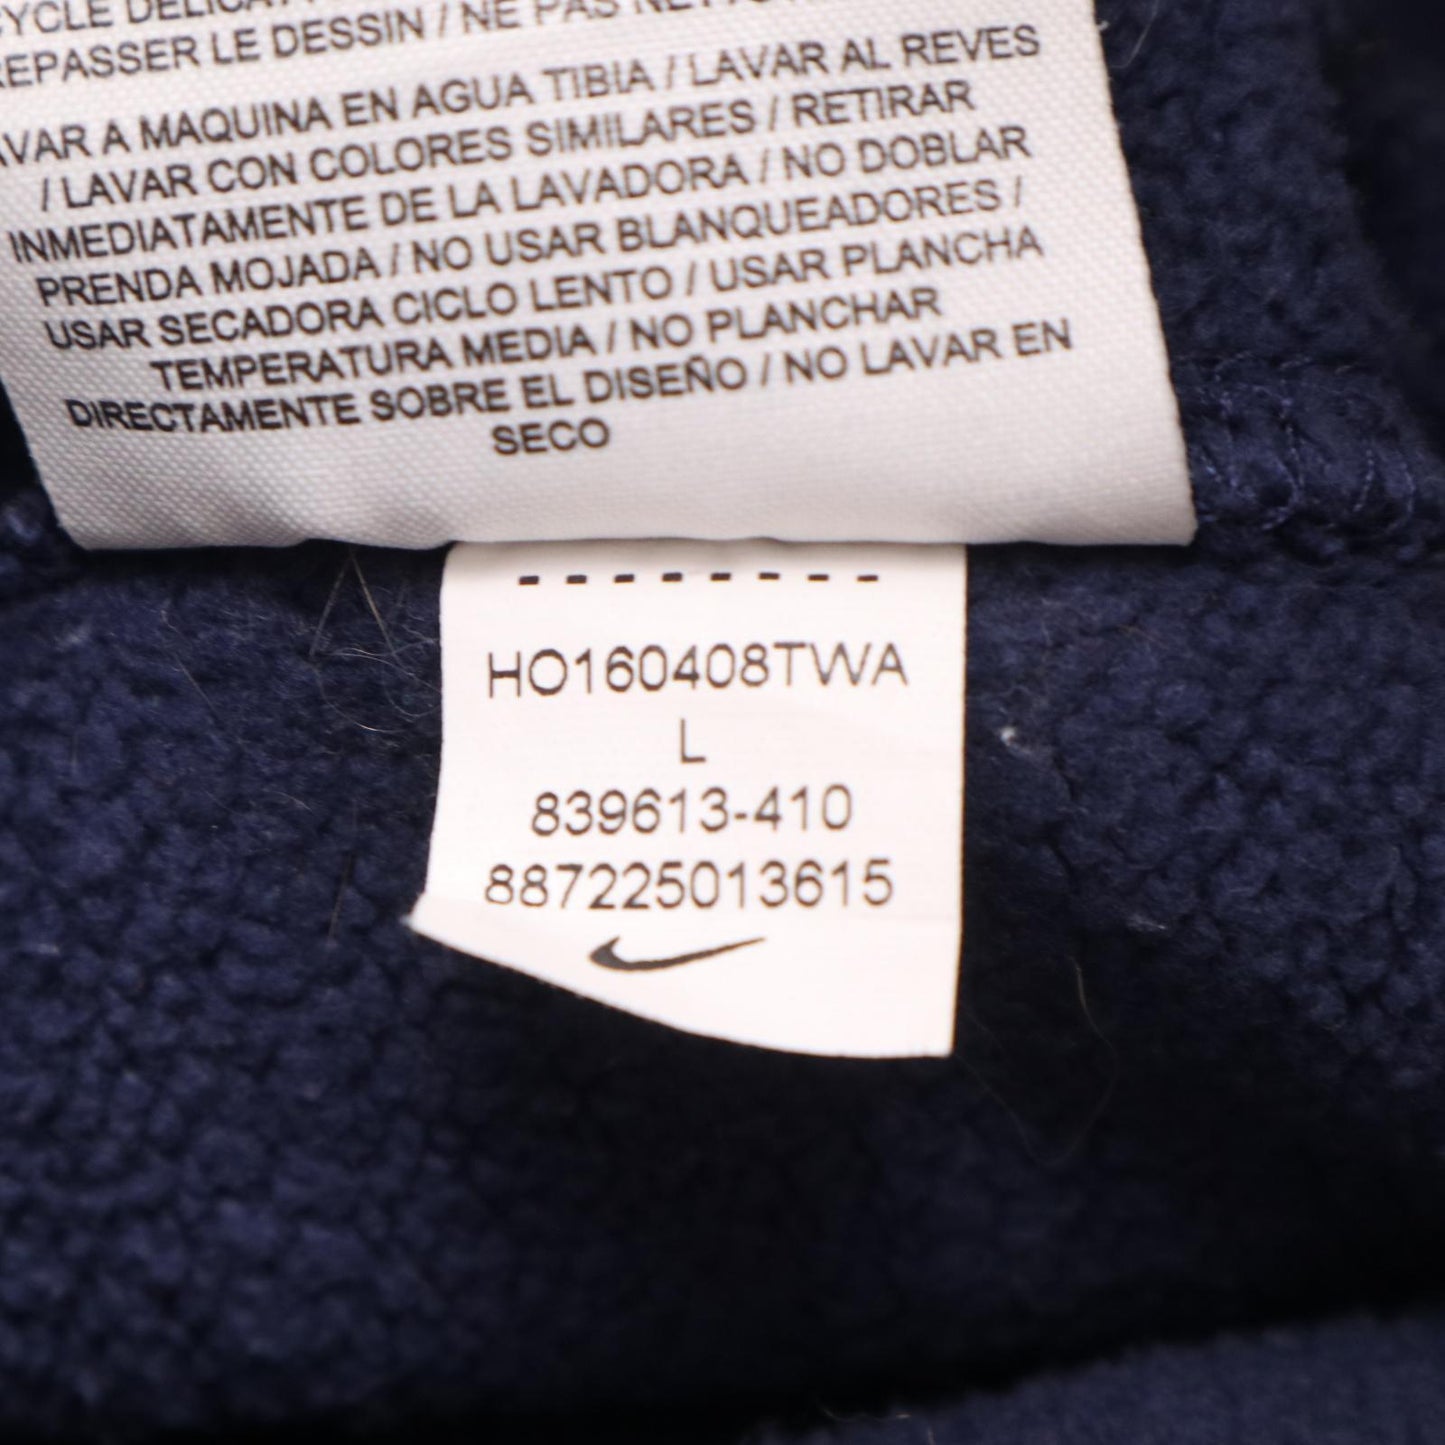 REPASSER LE DESSIN / NE PAS
LAVAR A MAQUINA EN AGUA TIBIA / LAVAR AL REVES
/ LAVAR CON COLORES SIMILARES / RETIRAR
INMEDIATAMENTE DE LA LAVADORA / NO DOBLAR
PRENDA MOJADA / NO USAR BLANQUEADORES /
USAR SECADORA CICLO LENTO / USAR PLANCHA
TEMPERATURA MEDIA / NO PLANCHAR
DIRECTAMENTE SOBRE EL DISEÑO / NO LAVAR EN
SECO
--------
HO160408TWA
L
839613-410
887225013615